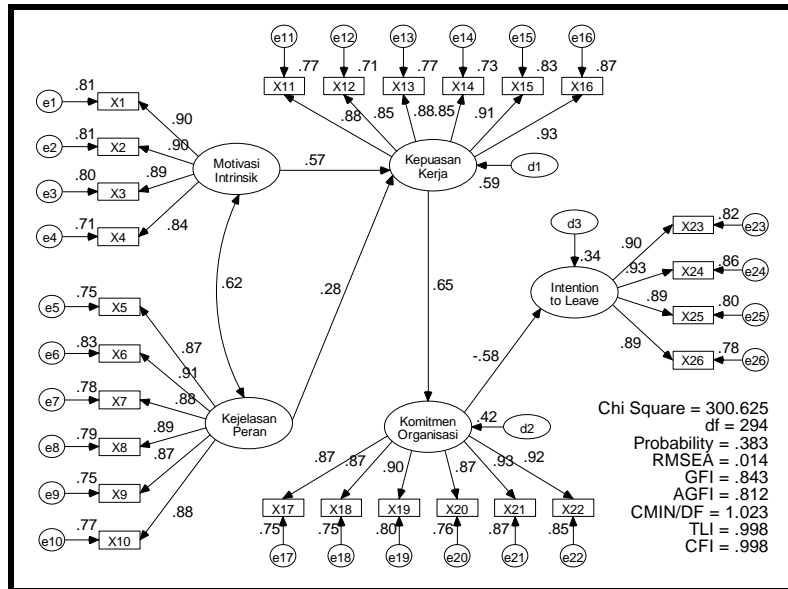 e11
e12
e13
e14
e15
e16
.77
.71
.77
.73
.83
.87
X11
X12
X13
X14
X15
X16
.88
.85
.88
.85
.91
.93
e1
.81
X1
.90
e2
.81
X2
.90
e3
.80
X3
.89
e4
.71
X4
.84
Motivasi
Intrinsik
.57
Kepuasan
Kerja
.59
d1
.62
.28
.65
d3
.34
Intention
to Leave
.90
X23
.82
e23
.93
X24
.86
e24
.89
X25
.80
e25
.89
X26
.78
e26
-.58
e5
.75
X5
.87
e6
.83
X6
.91
e7
.78
X7
.88
e8
.79
X8
.89
e9
.75
X9
.87
e10
.77
X10
.88
Kejelasan
Peran
Komitmen
Organisasi
.42
d2
.87
.87
.90
.87
.93
.92
X17
X18
X19
X20
X21
X22
.75
.75
.80
.76
.87
.85
e17
e18
e19
e20
e21
e22
Chi Square = 300.625
df = 294
Probability = .383
RMSEA = .014
GFI = .843
AGFI = .812
CMIN/DF = 1.023
TLI = .998
CFI = .998